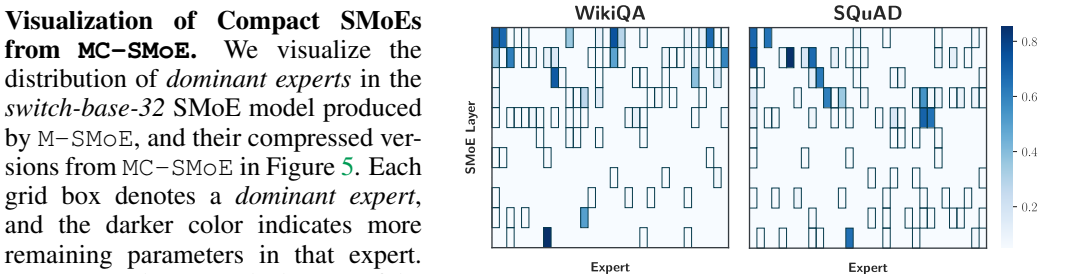 Visualization of Compact SMoEs
from MC-SMoE. We visualize the
distribution of dominant experts in the
switch-base-32 SMoE model produced
by M-SMoE, and their compressed ver-
sions from MC-SMoE in Figure 5. Each
grid box denotes a dominant expert,
and the darker color indicates more
remaining parameters in that expert.
WikiQA
SQuAD
SMoE Layer
Expert
Expert
0.8
0.6
0.4
0.2